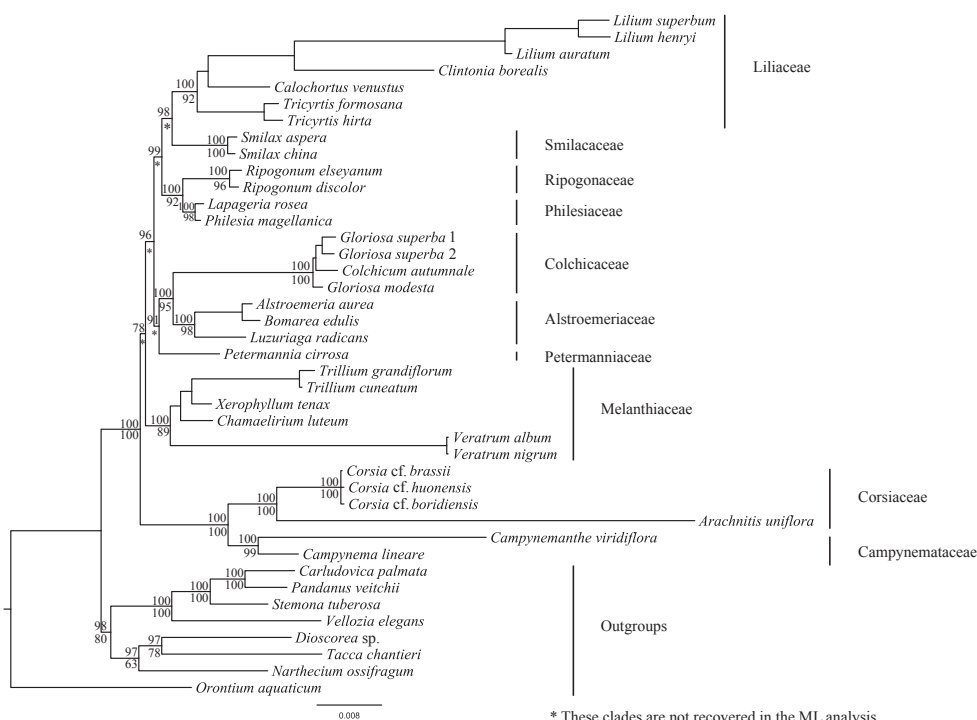 Lilium superbum
Lilium henryi
Lilium auratum
Liliaceae
Clintonia borealis
100
92
Calochortus venustus
Tricyrtis formosana
Tricyrtis hirta
98
*
100
100
Smilax aspera
Smilax china
Smilacaceae
99
*
100
96
Ripogonum elseyanum
Ripogonum discolor
Ripogonaceae
100
92
100
98
Lapageria rosea
Philesia magellanica
Philesiaceae
96
*
Gloriosa superba 1
Gloriosa superba 2
100
100
Colchicum autumnale
Gloriosa modesta
Colchicaceae
100
95
Alstroemeria aurea
100
98
Bomarea edulis
Luzuriaga radicans
Alstroemeriaceae
91
*
78
*
Petermannia cirrosa
Petermanniaceae
Trillium grandiflorum
Trillium cuneatum
Xerophyllum tenax
Chamaelirium luteum
Melanthiaceae
100
89
100
100
Veratrum album
Veratrum nigrum
Corsia cf. brassii
100
100
Corsia cf. huonensis
Corsia cf. boridiensis
Corsiaceae
100
100
Arachnitis uniflora
100
100
Campynemanthe viridiflora
100
99
Campynema lineare
Campynemataceae
Carludovica palmata
100
100
Pandanus veitchii
100
100
Stemona tuberosa
100
100
Vellozia elegans
Outgroups
98
80
97
78
Dioscorea sp.
Tacca chantieri
97
63
Narthecium ossifragum
Orontium aquaticum
0.008
* These clades are not recovered in the ML analysis